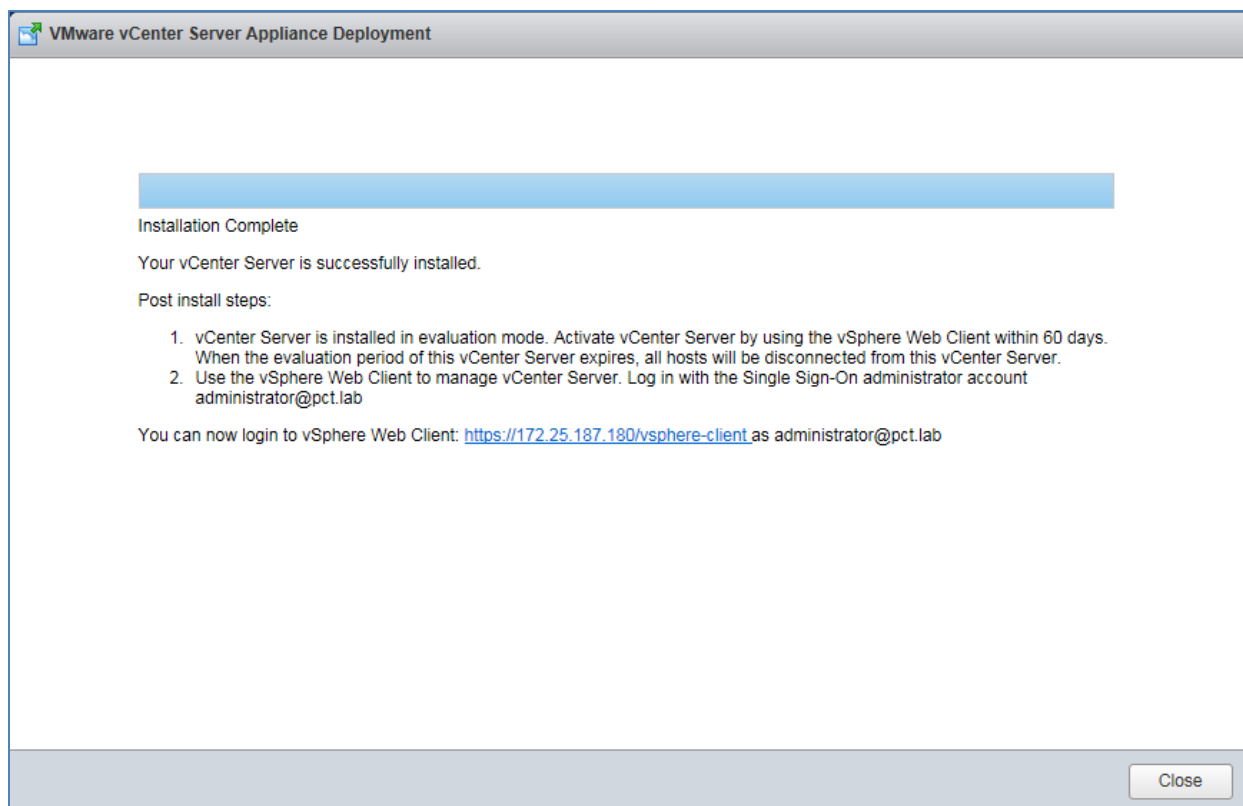 VMware vCenter Server Appliance Deployment
Installation Complete
Your vCenter Server is successfully installed.
Post install steps:
1. vCenter Server is installed in evaluation mode. Activate vCenter Server by using the vSphere Web Client within 60 days.
When the evaluation period of this vCenter Server expires, all hosts will be disconnected from this vCenter Server.
2. Use the vSphere Web Client to manage vCenter Server. Log in with the Single Sign-On administrator account
administrator@pct.lab
You can now login to vSphere Web Client: https://172.25.187.180/vsphere-client as administrator@pct.lab
Close